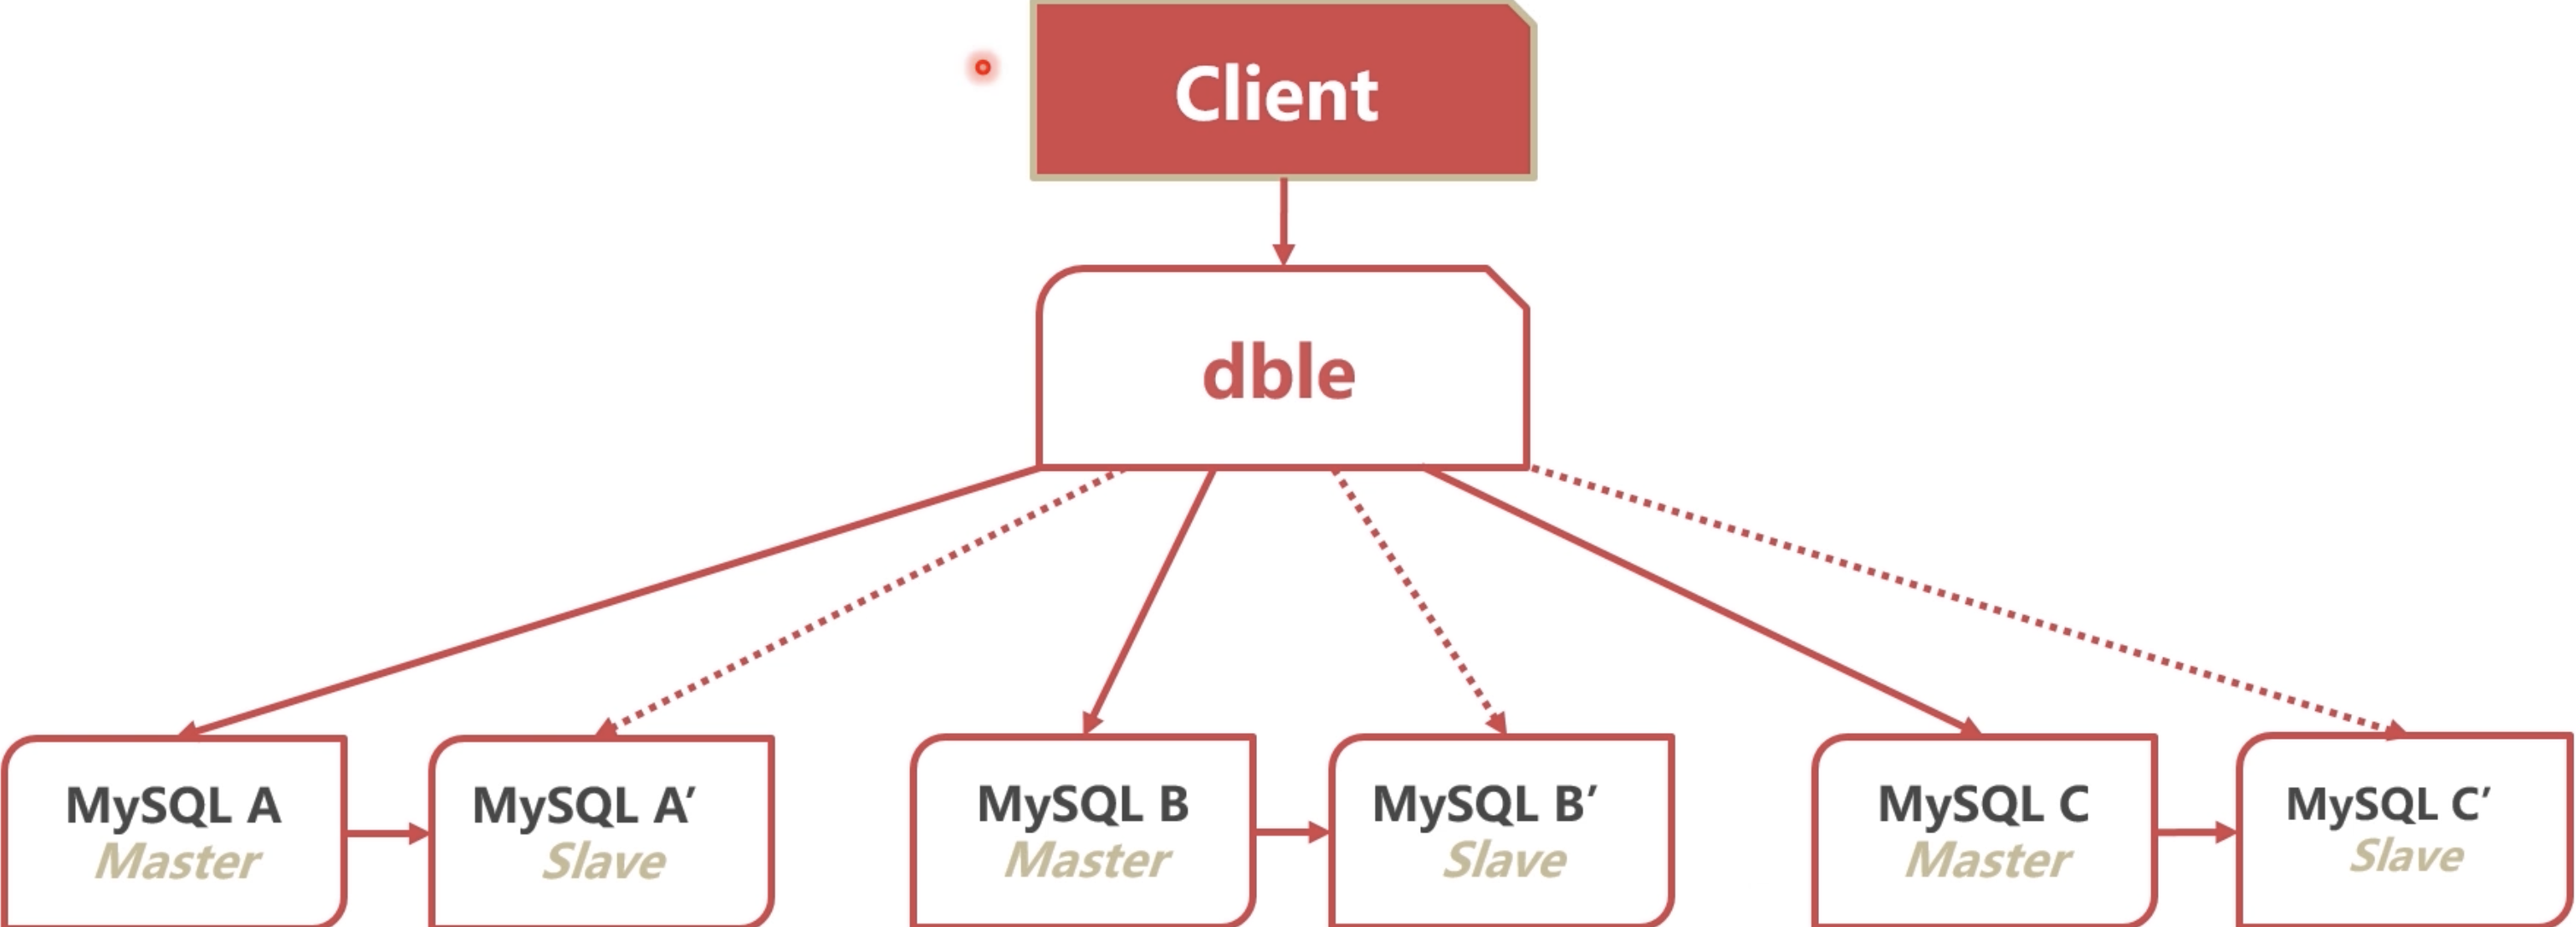 Client
dble
MySQL A
Master
MySQL A’
Slave
MySQL B
Master
MySQL B’
Slave
MySQL C
Master
MySQL C’
Slave